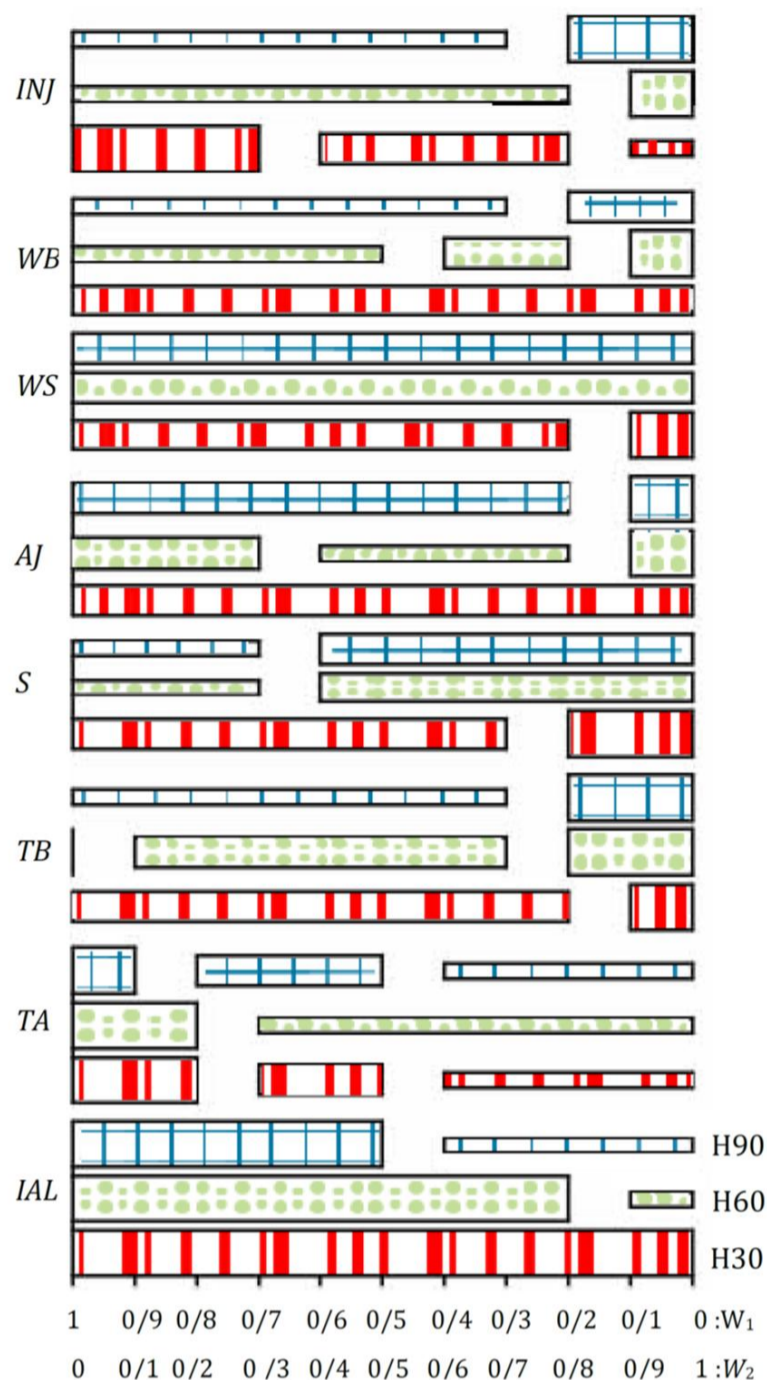 INJ
WB
WS
AJ
S
TB
TA
H90
IAL H60
H30
1 0/9 0/8 0/7 0/6 0/5 0/4 0/3 0/2 0/1 0 :W₁
0 0/1 0/2 0/3 0/4 0/5 0/6 0/7 0/8 0/9 1 :W₂